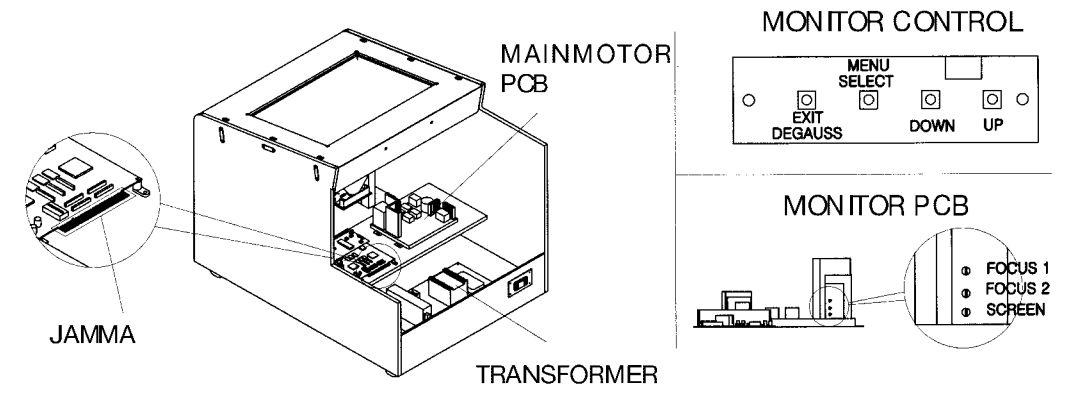 MAINMOTOR
PCB
JAMMA
TRANSFORMER
MONITOR CONTROL
MENU
SELECT
EXIT
DEGAUSS
DOWN
UP
MONITOR PCB
FOCUS 1
FOCUS 2
SCREEN